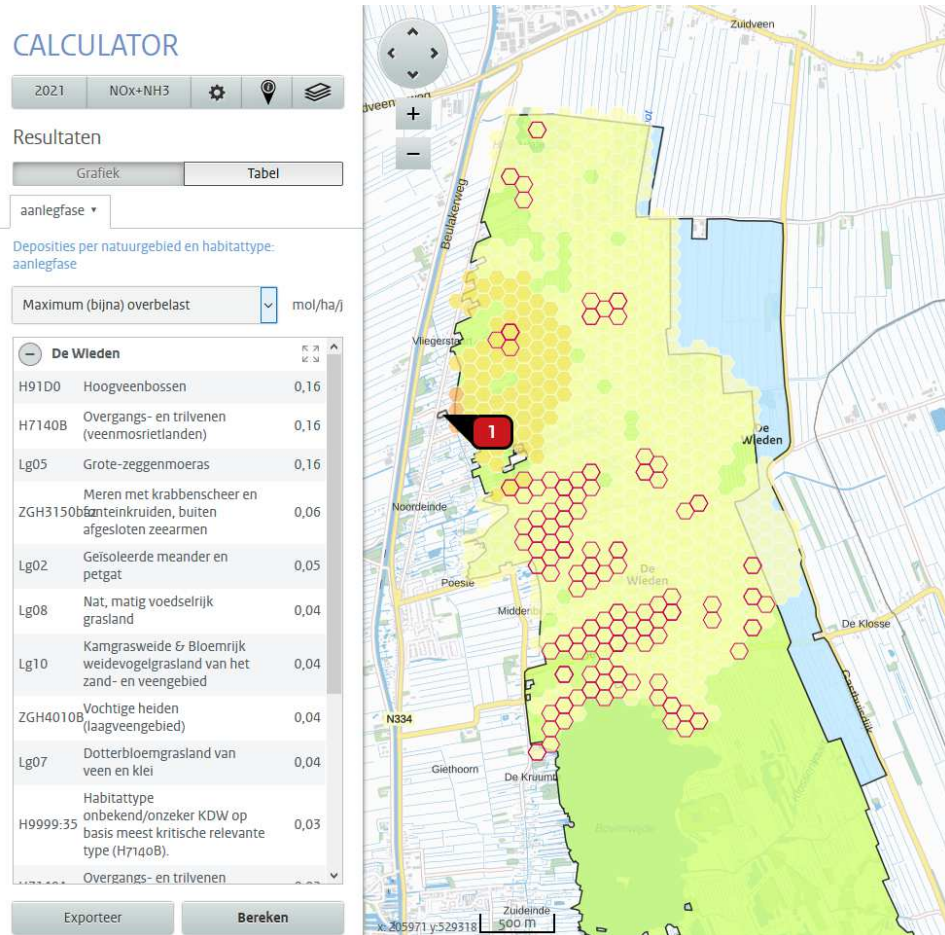 CALCULATOR
2021
NOx+NH3
Resultaten
Grafiek
Tabel
aanlegfase
Deposities per natuurgebied en habitattype:
aanlegfase
Maximum (bijna) overbelast
mol/ha/j
De Wieden
H91D0 Hoogveenbossen 0,16
H7140B Overgangs- en trilvenen
(veenmosrietlanden) 0,16
Lg05 Grote-zeggenmoeras 0,16
Meren met krabbenscheer en
fonteinkruiden, buiten 0,06
afgesloten zeearmen
Lg02 Geïsoleerde meander en
petgat 0,05
Lg08 Nat, matig voedselrijk
grasland 0,04
Kamgrasweide & Bloemrijk
Lg10 weidevogelgrasland van het 0,04
zand- en veengebied
ZGH4010B Vochtige heiden
(laagveengebied) 0,04
Lg07 Dotterbloemgrasland van
veen en klei 0,04
Habitattype
H9999:35 onbekend/onzeker KDW op
basis meest kritische relevante 0,03
type (H7140B).
Overgangs- en trilvenen
Exporteer
Bereken
Zuidveen
+
−
Beulakerweg
1
De
Wieden
Noordeinde
De
Wieden
Poesie
De Klosse
Gasthuisdijk
N334
Giethoorn
Zuideinde
x: 205971 y:529318
500 m